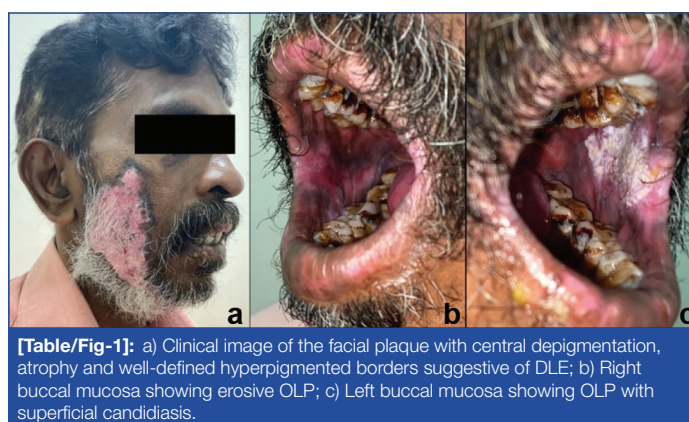 a
b
c
[Table/Fig-1]: a) Clinical image of the facial plaque with central depigmentation,
atrophy and well-defined hyperpigmented borders suggestive of DLE; b) Right
buccal mucosa showing erosive OLP; c) Left buccal mucosa showing OLP with
superficial candidiasis.